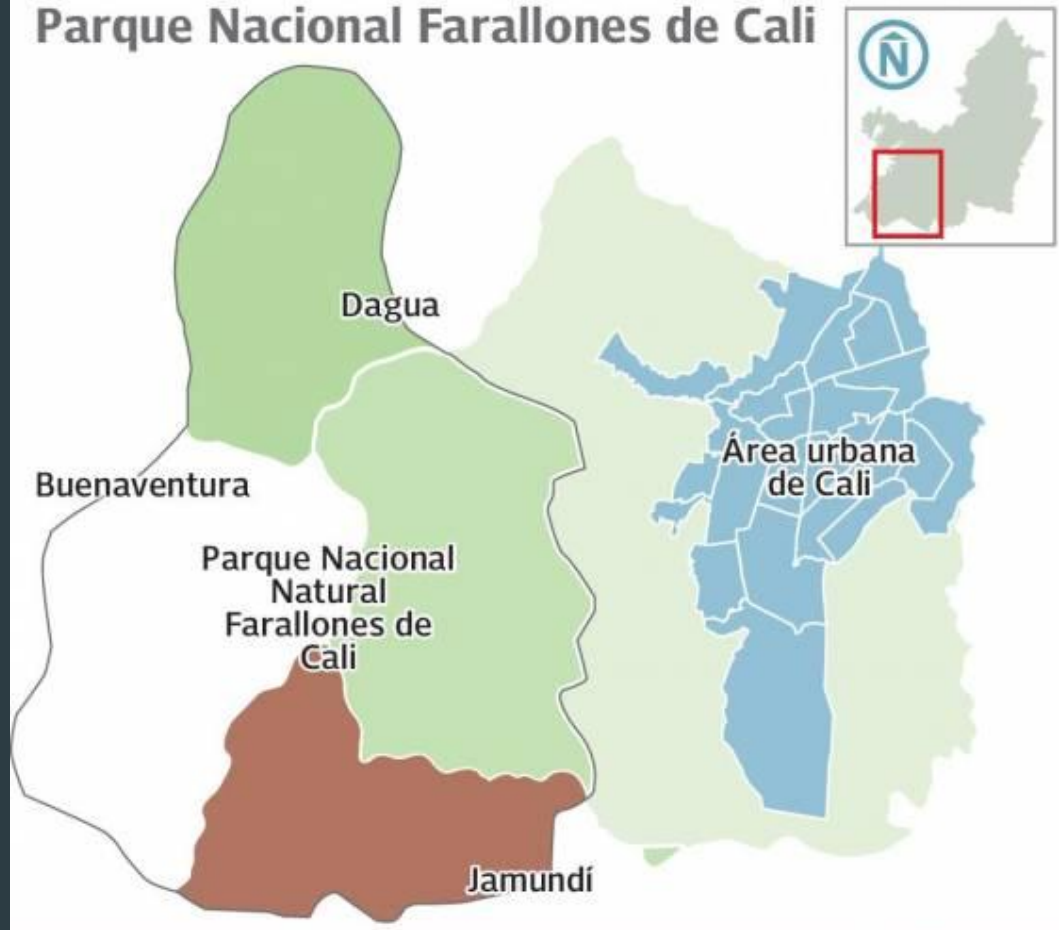 Parque Nacional Farallones de Cali
N
Dagua
Área urbana
de Cali
Buenaventura
Parque Nacional
Natural
Farallones de
Cali
Jamundí